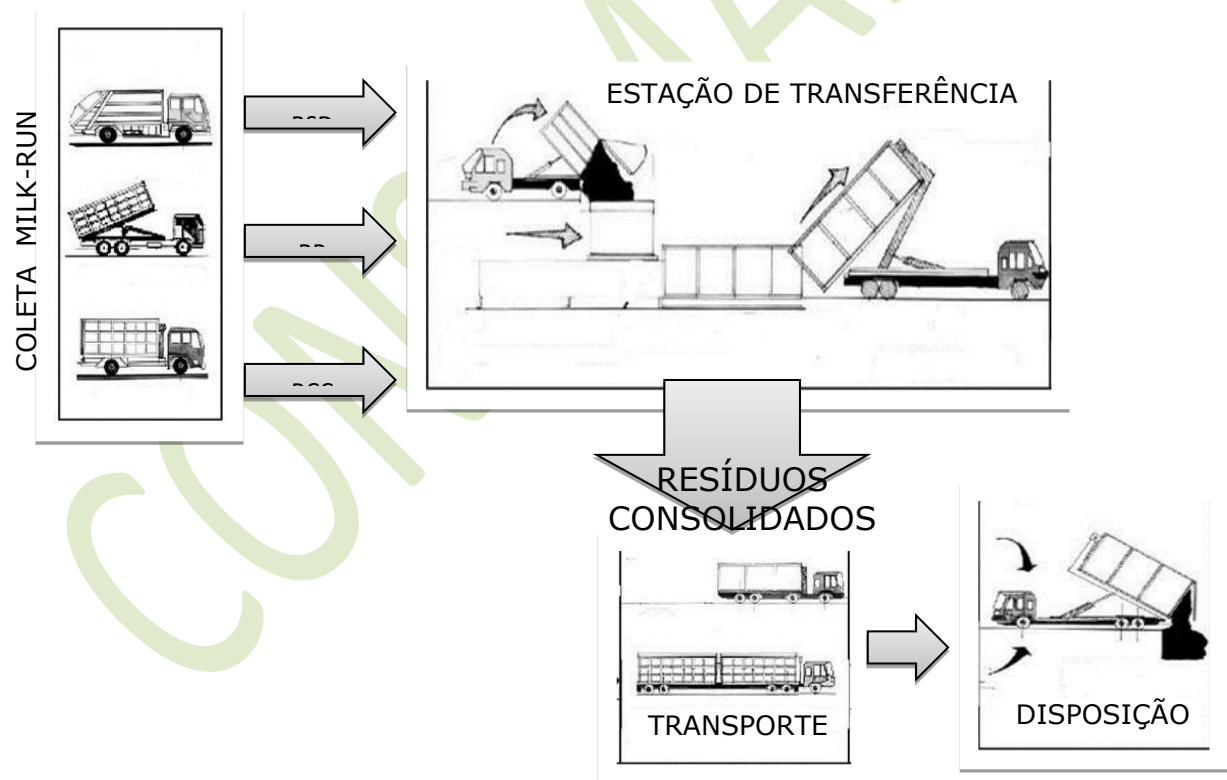 COLETA MILK-RUN
ESTAÇÃO DE TRANSFERÊNCIA
RESÍDUOS
CONSOLIDADOS
TRANSPORTE
DISPOSIÇÃO